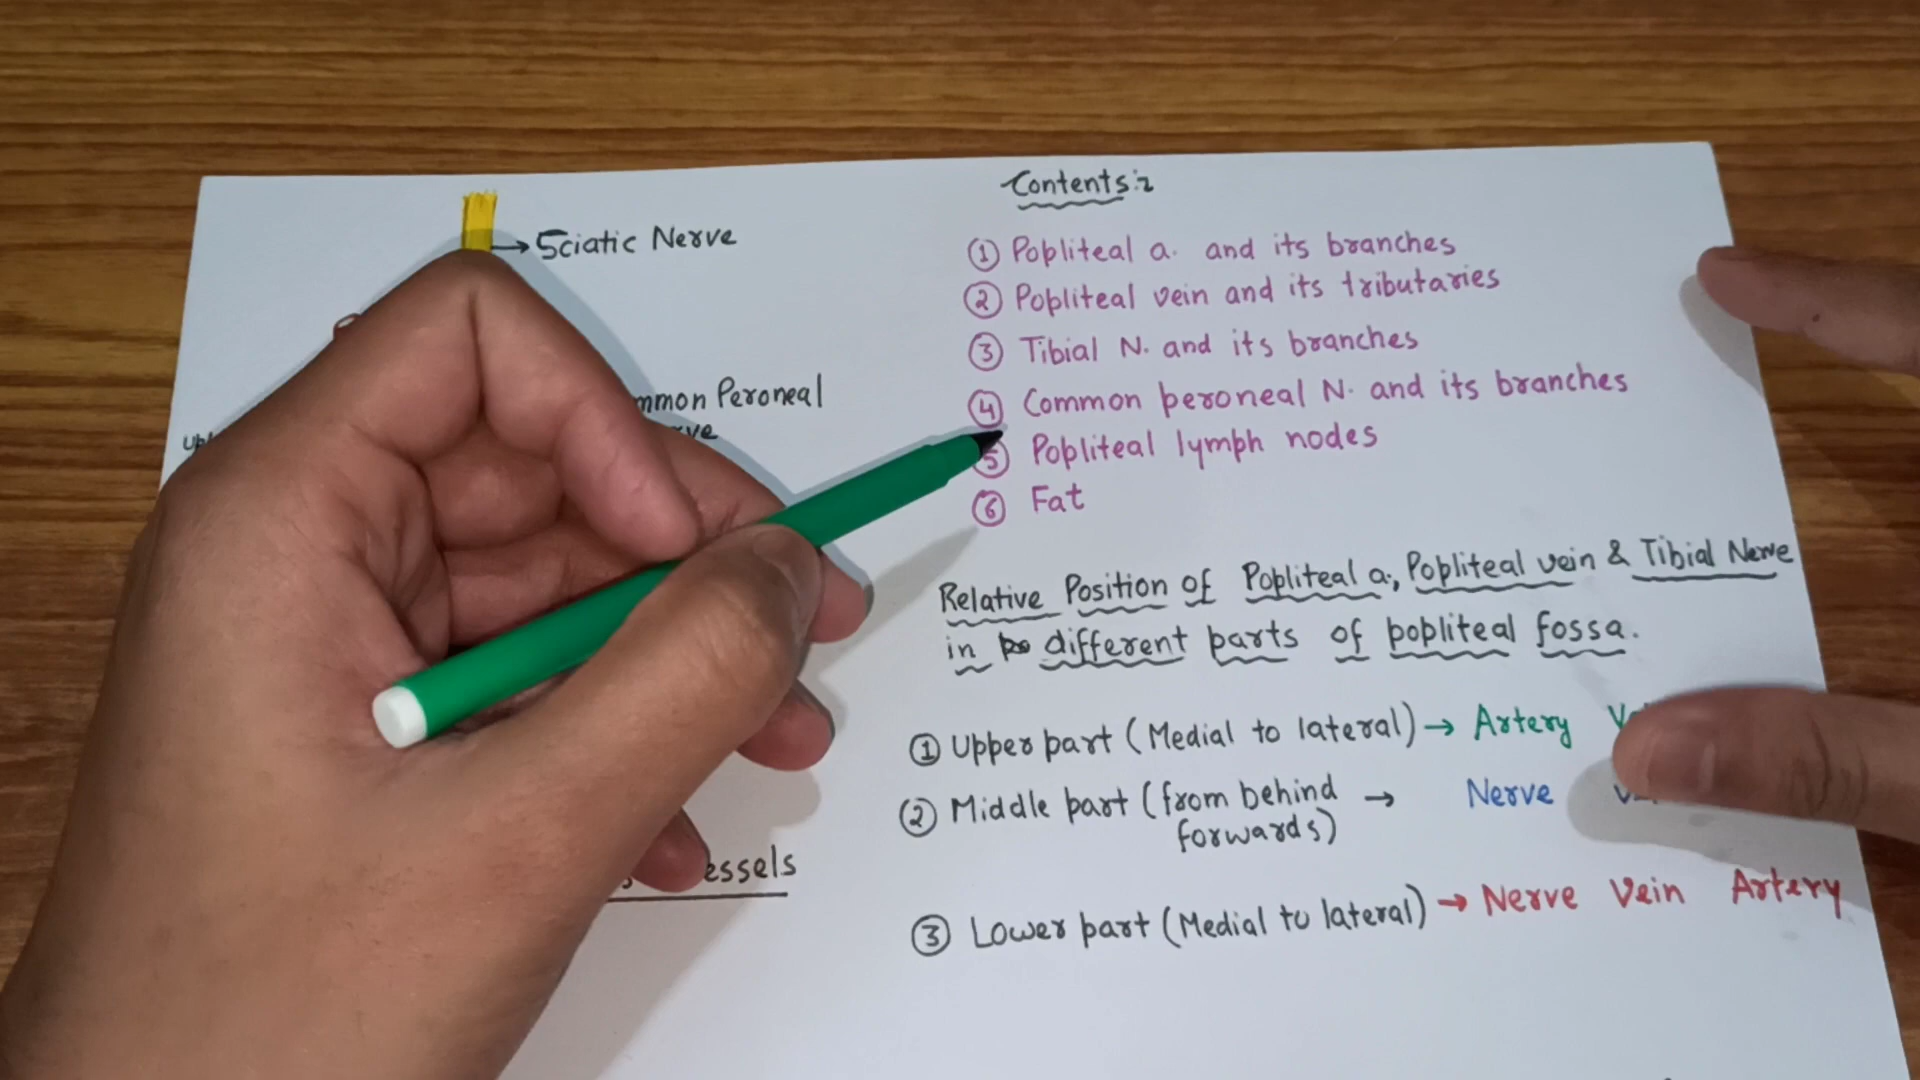 Sciatic Nerve
mmon Peroneal
ve
essels
Contents:
① Popliteal a. and its branches
② Popliteal vein and its tributaries
③ Tibial N. and its branches
④ Common peroneal N. and its branches
⑤ Popliteal lymph nodes
⑥ Fat
Relative Position of Popliteal a., Popliteal vein & Tibial Nerve
in different parts of popliteal fossa.
① Upper part (Medial to lateral) → Artery
② Middle part (from behind → Nerve
forwards)
③ Lower part (Medial to lateral) → Nerve Vein Artery